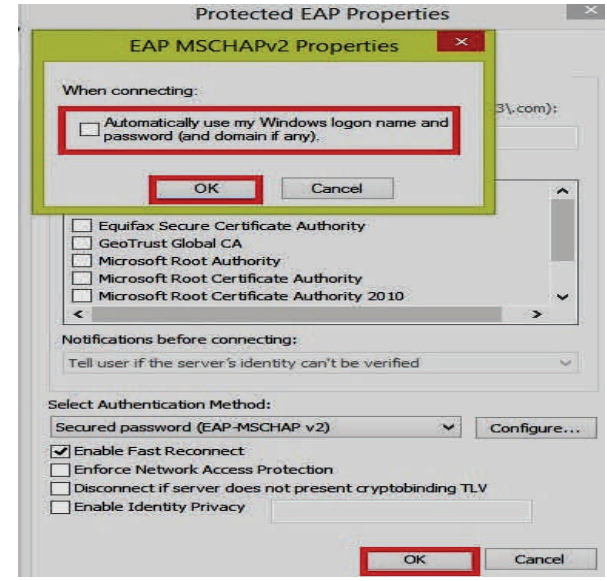 Protected EAP Properties
EAP MSCHAPv2 Properties
When connecting:
3\.com):
Automatically use my Windows logon name and
password (and domain if any).
OK Cancel
Equifax Secure Certificate Authority
GeoTrust Global CA
Microsoft Root Authority
Microsoft Root Certificate Authority
Microsoft Root Certificate Authority 2010
Notifications before connecting:
Tell user if the server's identity can't be verified
Select Authentication Method:
Secured password (EAP-MSCHAP v2) Configure...
Enable Fast Reconnect
Enforce Network Access Protection
Disconnect if server does not present cryptobinding TLV
Enable Identity Privacy
OK Cancel